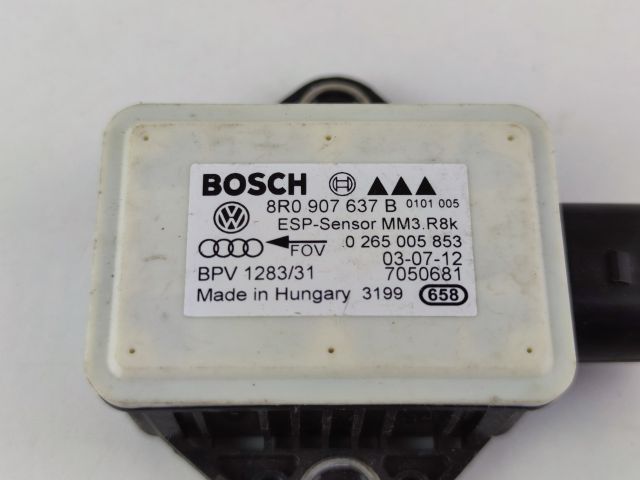 BOSCH
8R0 907 637 B 0101 005
ESP-Sensor MM3.R8k
FOV 0 265 005 853
03-07-12
BPV 1283/31 7050681
Made in Hungary 3199 658